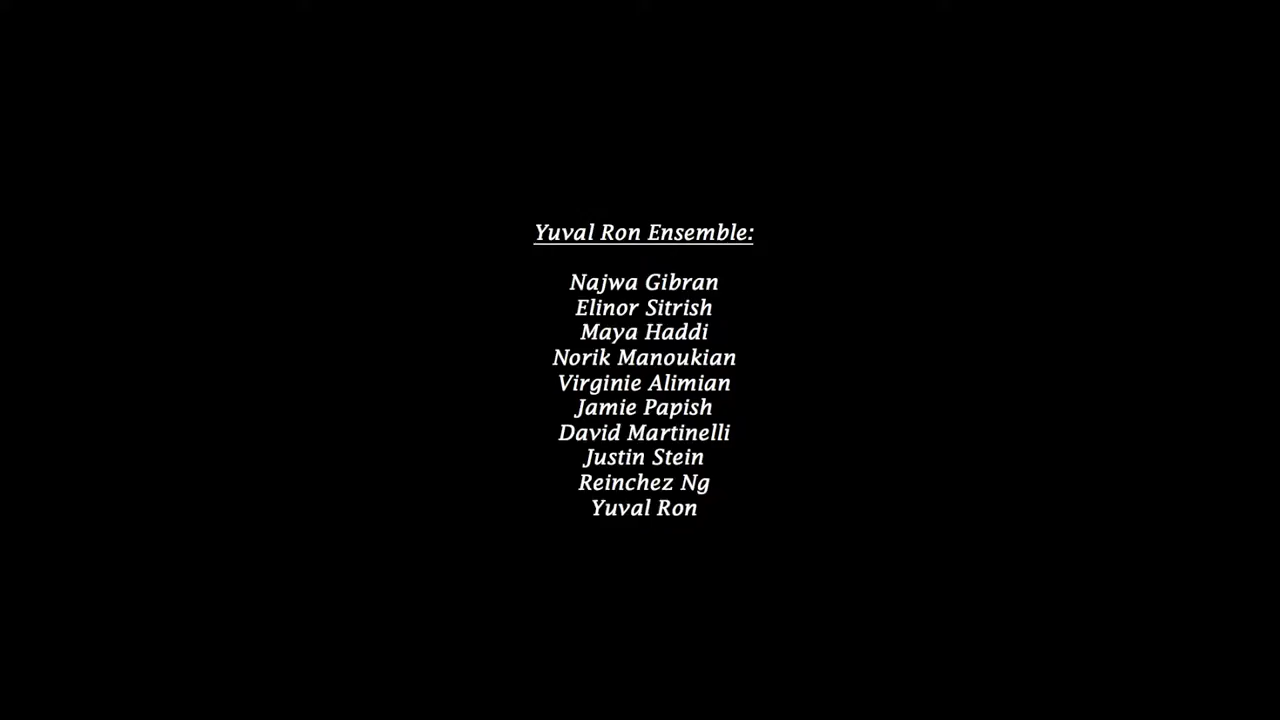 Yuval Ron Ensemble:
Najwa Gibran
Elinor Sitrish
Maya Haddi
Norik Manoukian
Virginie Alimian
Jamie Papish
David Martinelli
Justin Stein
Reinchez Ng
Yuval Ron